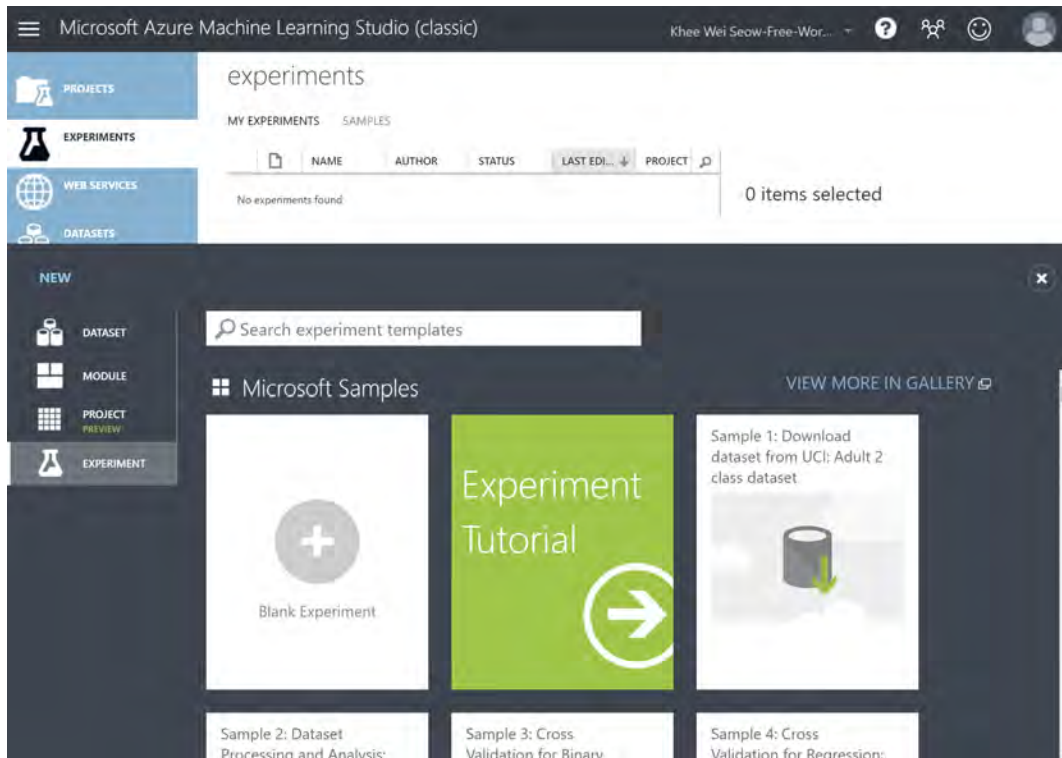 Microsoft Azure Machine Learning Studio (classic)
Khee Wei Seow-Free-Wor...
?
PROJECTS
EXPERIMENTS
WEB SERVICES
DATASETS
experiments
MY EXPERIMENTS SAMPLES
NAME AUTHOR STATUS LAST EDI... PROJECT
No experiments found
0 items selected
NEW
DATASET
MODULE
PROJECT
PREVIEW
EXPERIMENT
Search experiment templates
Microsoft Samples
VIEW MORE IN GALLERY
Blank Experiment
Experiment
Tutorial
Sample 1: Download
dataset from UCI: Adult 2
class dataset
Sample 2: Dataset
Processing and Analysis:
Sample 3: Cross
Validation for Binary
Sample 4: Cross
Validation for Regression: